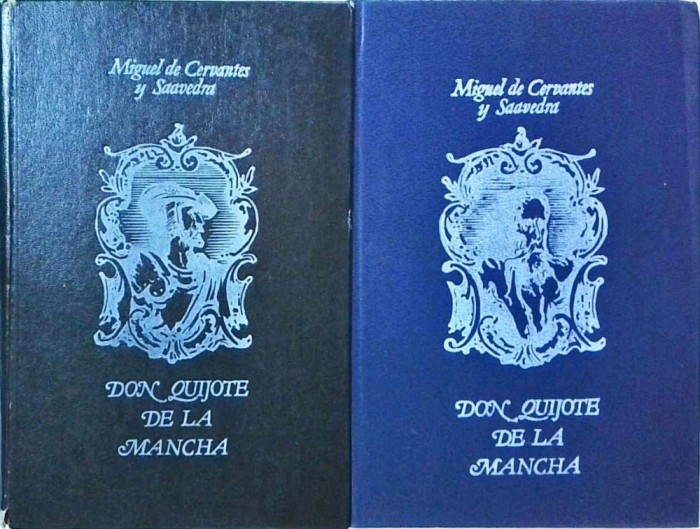 Miguel de Cervantes
y Saavedra
DON QUIJOTE
DE LA
MANCHA
Miguel de Cervantes
y Saavedra
DON QUIJOTE
DE LA
MANCHA